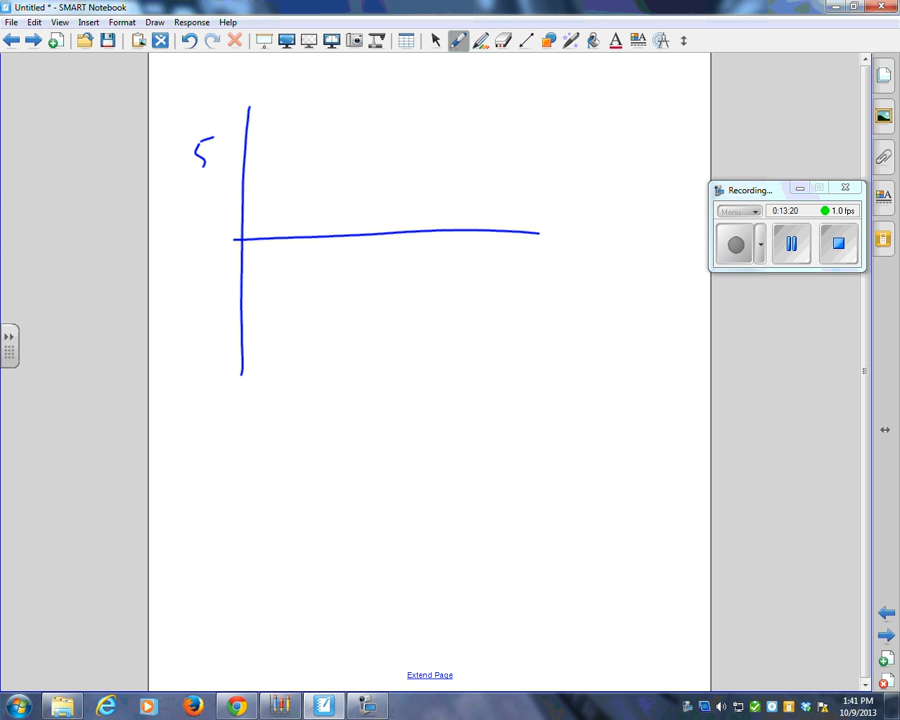 Untitled * - SMART Notebook
File Edit View Insert Format Draw Response Help
5
Recording...
Menu 0:13:20 1.0 fps
Extend Page
1:41 PM
10/9/2013